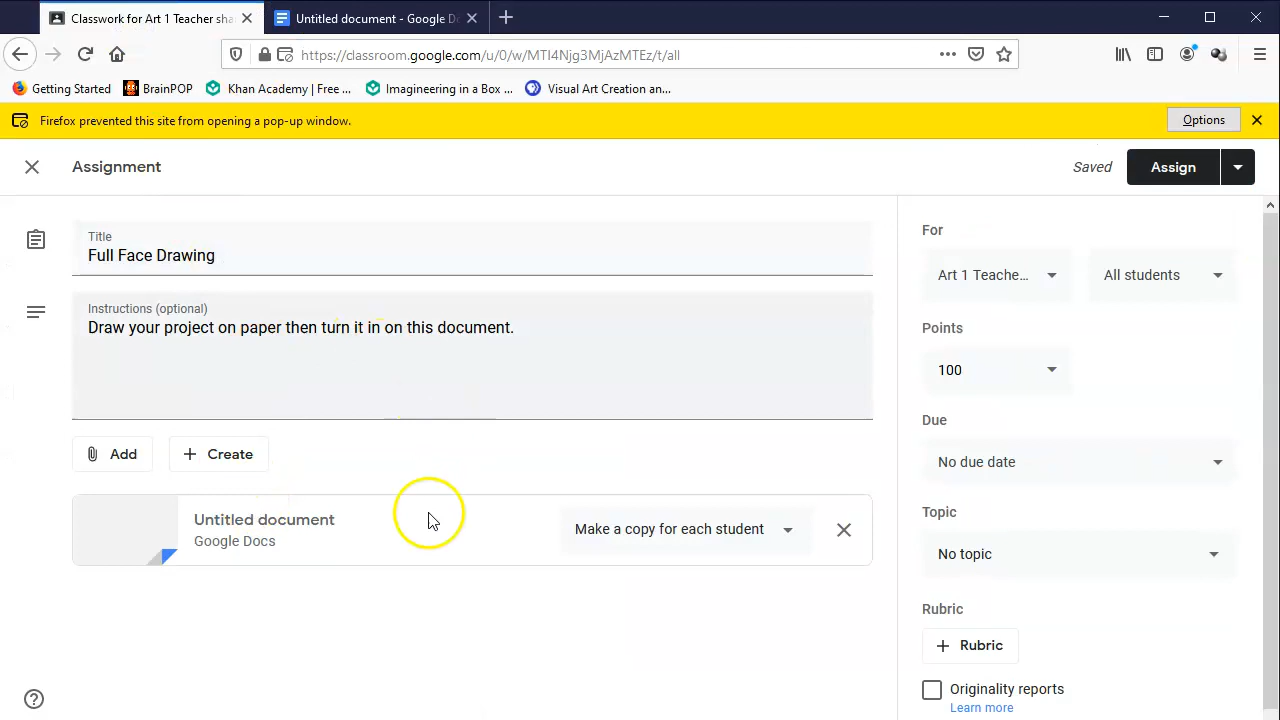 Classwork for Art 1 Teacher sha
Untitled document - Google Do
https://classroom.google.com/u/0/w/MTI4Njg3MjAzMTEz/t/all
Getting Started
BrainPOP
Khan Academy | Free ...
Imagineering in a Box ...
Visual Art Creation an...
Firefox prevented this site from opening a pop-up window.
Options
Assignment
Saved
Assign
Title
Full Face Drawing
Instructions (optional)
Draw your project on paper then turn it in on this document.
Add
Create
Untitled document
Google Docs
Make a copy for each student
For
Art 1 Teache...
All students
Points
100
Due
No due date
Topic
No topic
Rubric
Rubric
Originality reports
Learn more